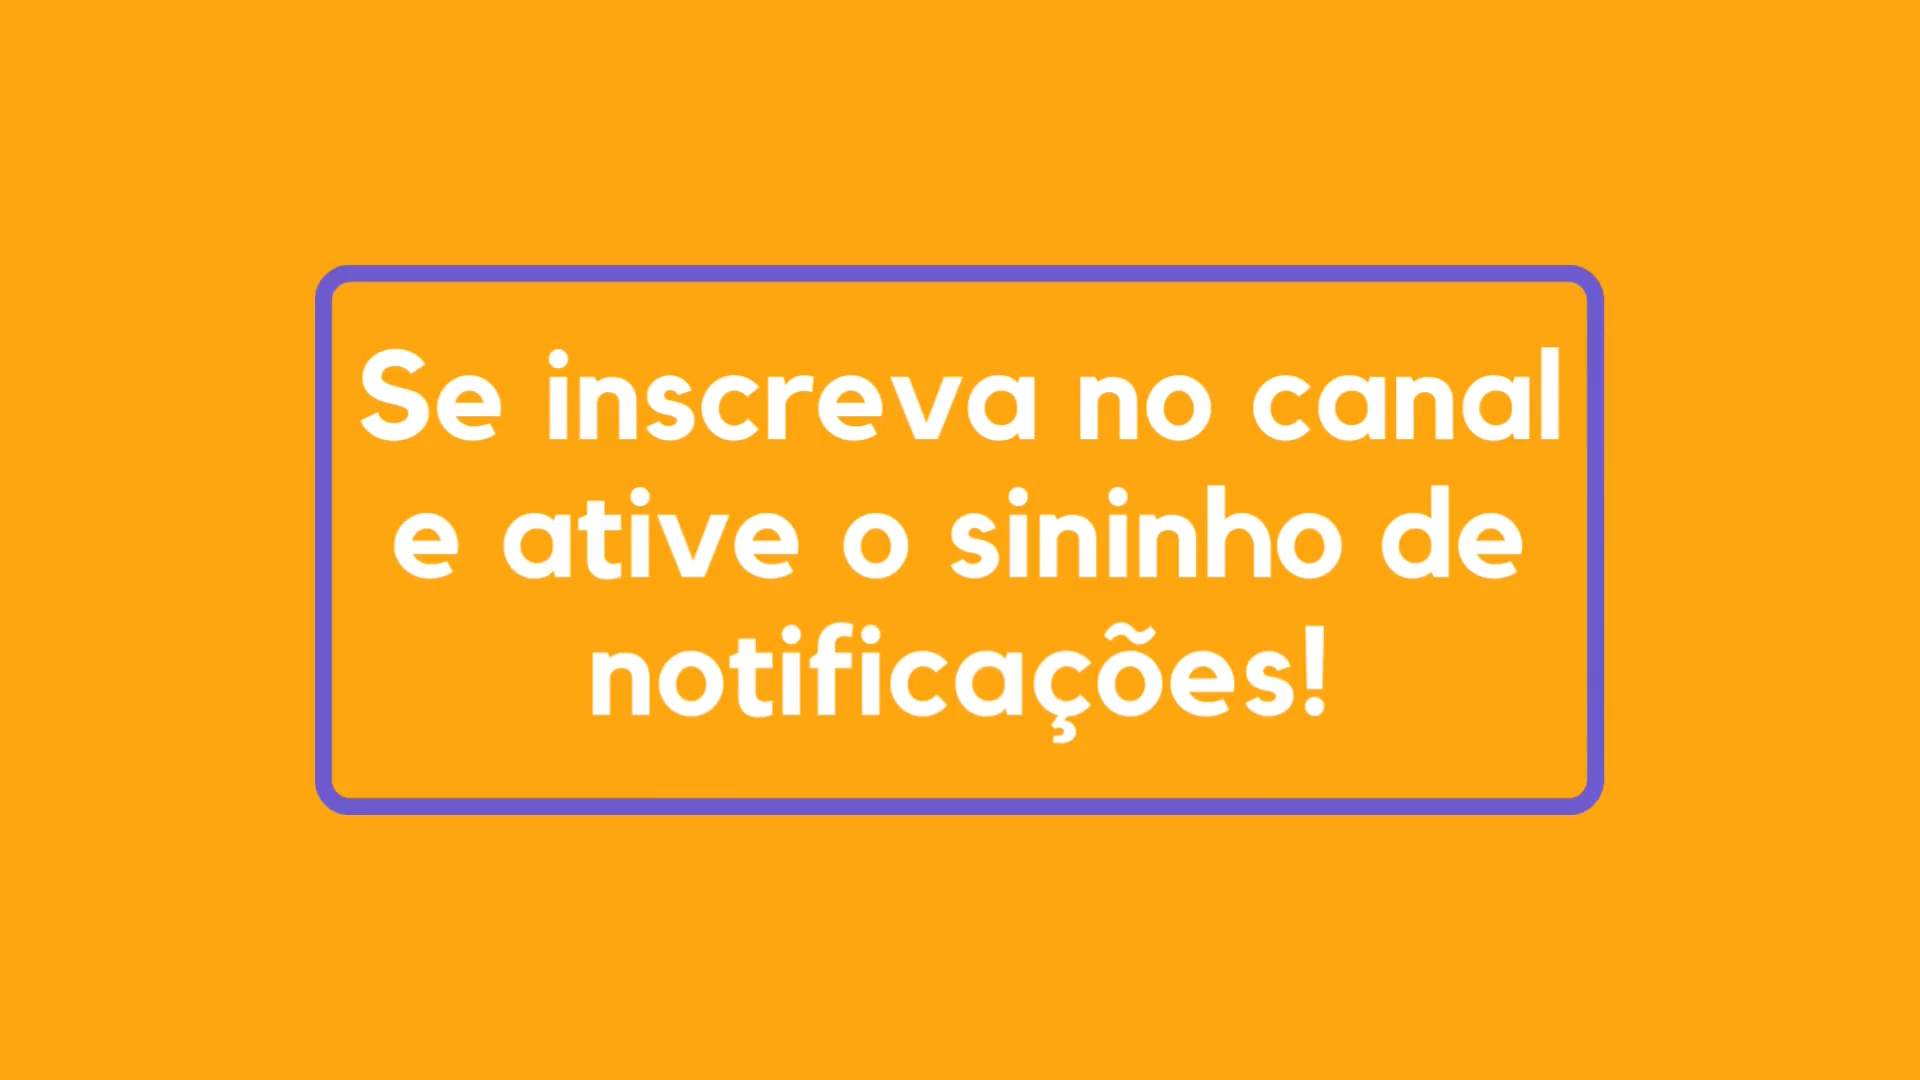 Se inscreva no canal
e ative o sininho de
notificações!